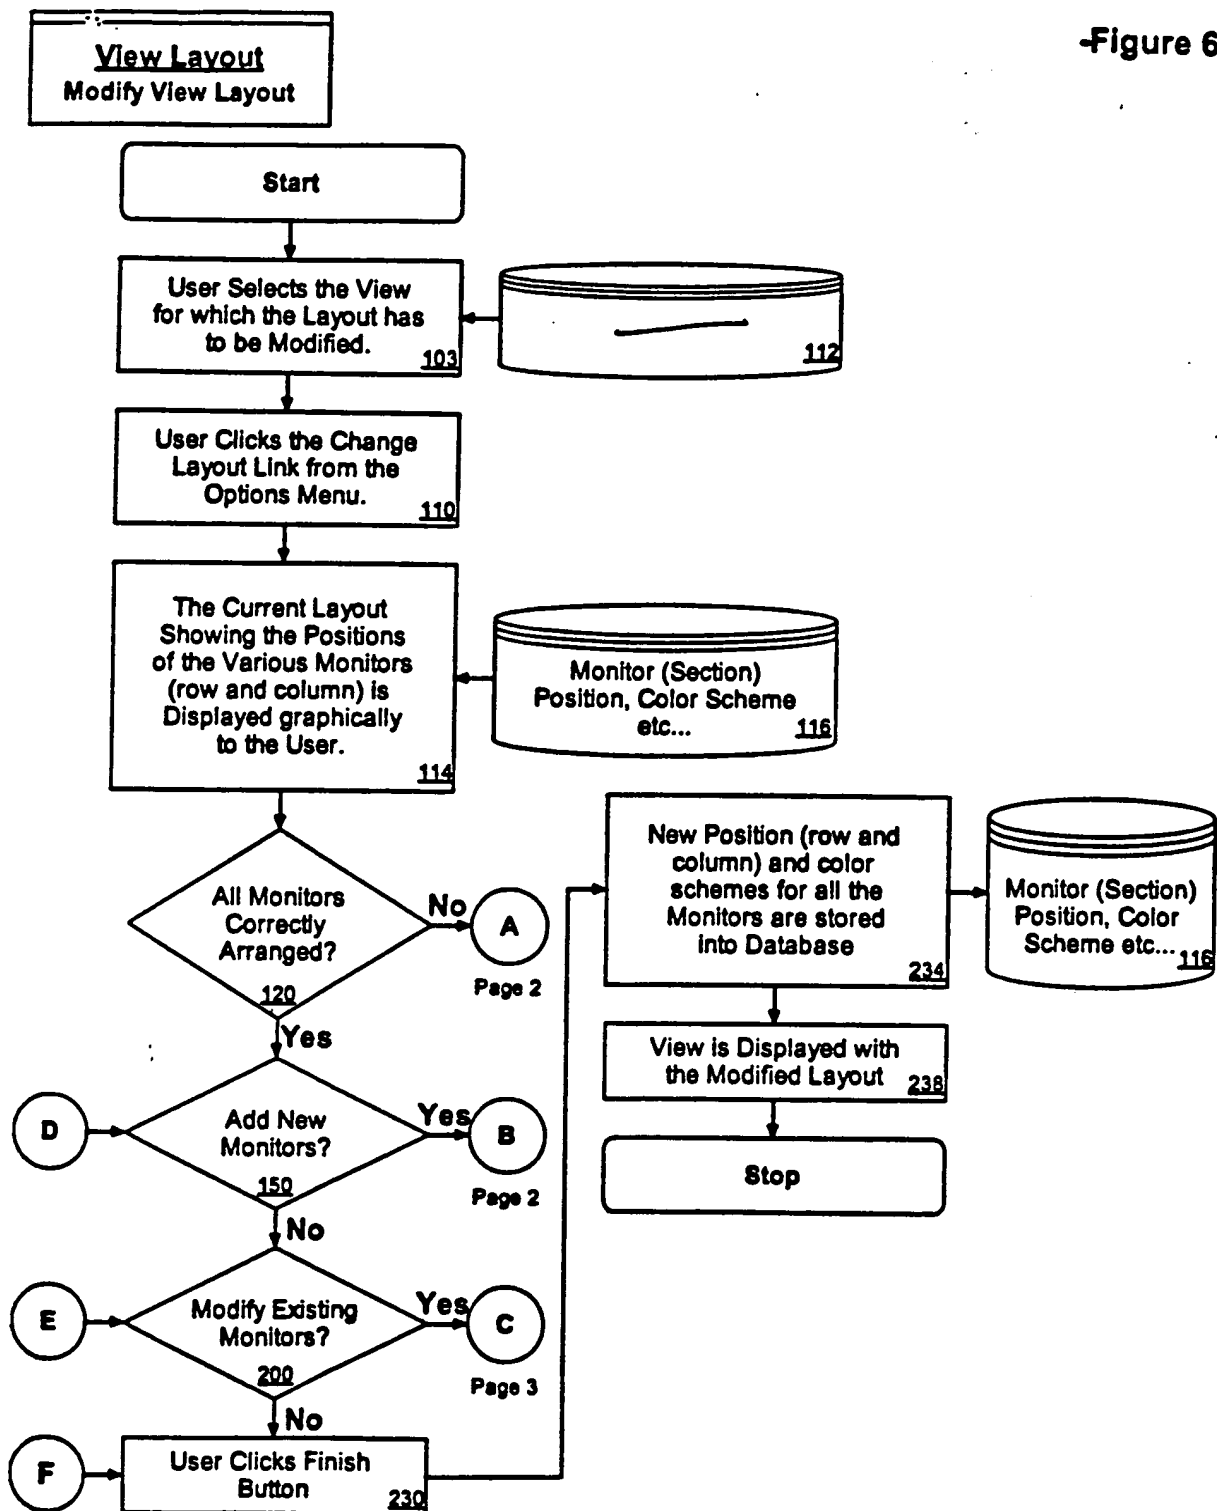 -Figure 6
View Layout
Modify View Layout
Start
User Selects the View
for which the Layout has
to be Modified.
103
112
User Clicks the Change
Layout Link from the
Options Menu.
110
The Current Layout
Showing the Positions
of the Various Monitors
(row and column) is
Displayed graphically
to the User.
114
Monitor (Section)
Position, Color Scheme
etc...
116
All Monitors
Correctly
Arranged?
120
No
A
Page 2
Yes
D
Add New
Monitors?
150
Yes
B
Page 2
No
E
Modify Existing
Monitors?
200
Yes
C
Page 3
No
F
User Clicks Finish
Button
230
New Position (row and
column) and color
schemes for all the
Monitors are stored
into Database
234
Monitor (Section)
Position, Color
Scheme etc...
116
View is Displayed with
the Modified Layout
238
Stop